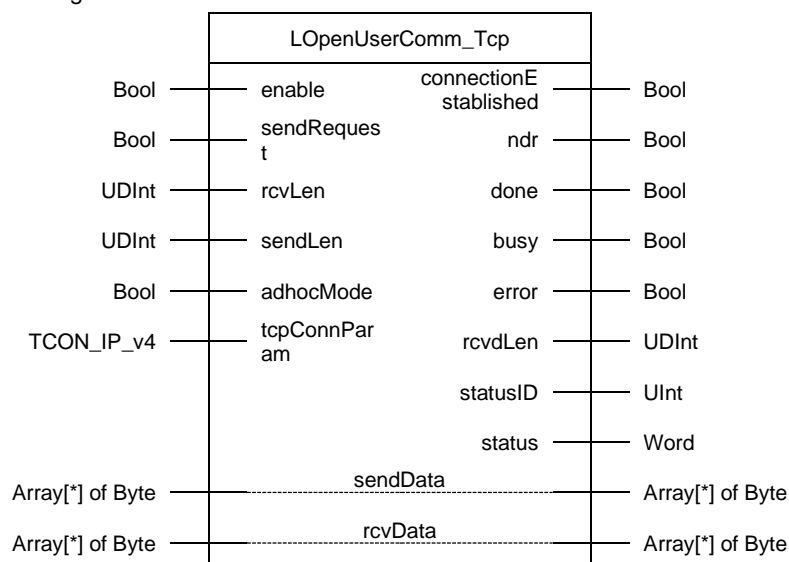 LOpenUserComm_Tcp
Bool enable connectionE
stablished Bool
Bool sendReques
t ndr Bool
UDInt rcvLen done Bool
UDInt sendLen busy Bool
Bool adhocMode error Bool
TCON_IP_v4 tcpConnPar
am rcvdLen UDInt
statusID UInt
status Word
Array[*] of Byte sendData Array[*] of Byte
Array[*] of Byte rcvData Array[*] of Byte